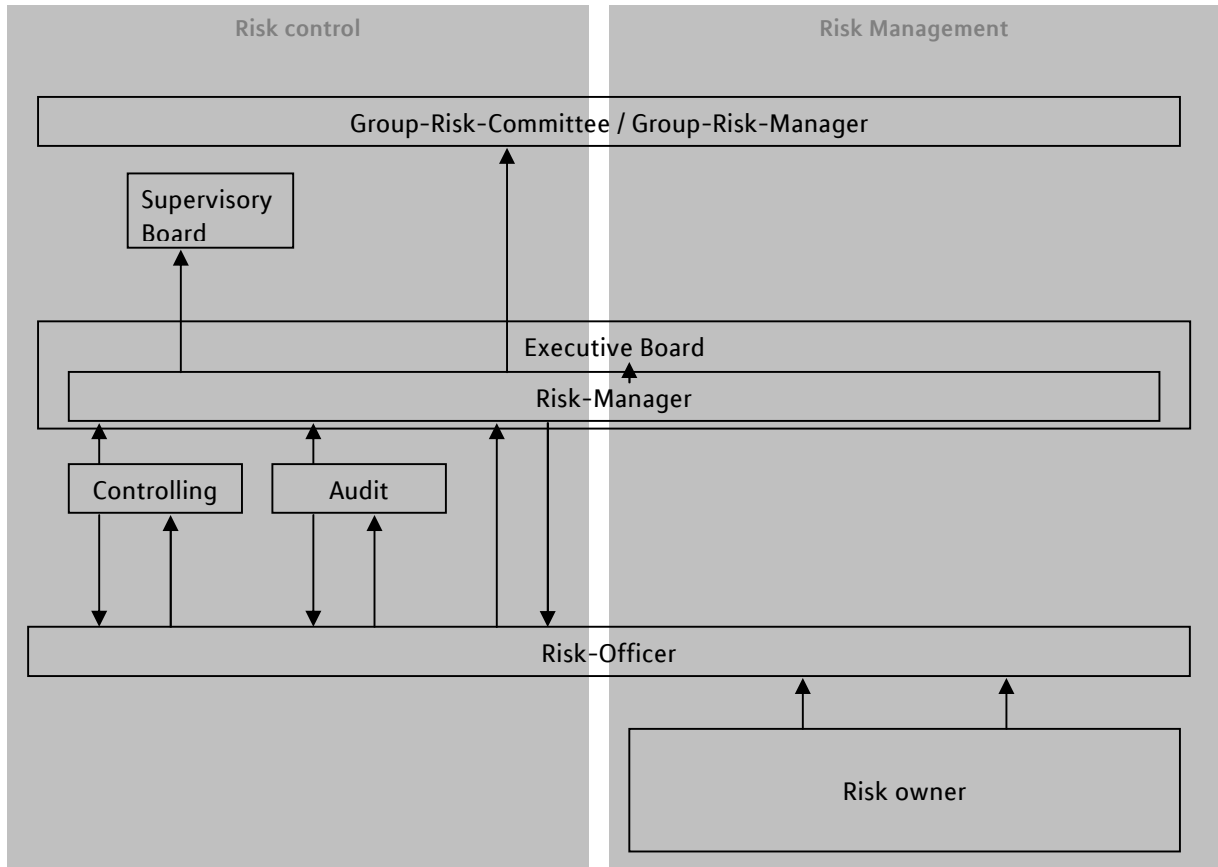 Risk control
Risk Management
Group-Risk-Committee / Group-Risk-Manager
Supervisory
Board
Executive Board
Risk-Manager
Controlling
Audit
Risk-Officer
Risk owner